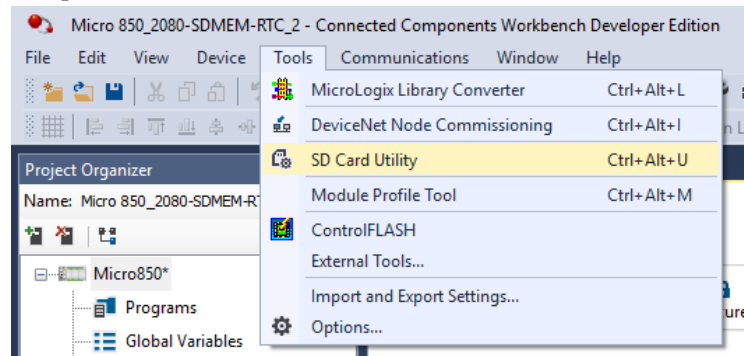 Micro 850_2080-SDMEM-RTC_2 - Connected Components Workbench Developer Edition
File Edit View Device Tools Communications Window Help
MicroLogix Library Converter Ctrl+Alt+L
DeviceNet Node Commissioning Ctrl+Alt+I
SD Card Utility Ctrl+Alt+U
Module Profile Tool Ctrl+Alt+M
ControlFLASH
External Tools...
Import and Export Settings...
Options...
Project Organizer
Name: Micro 850_2080-SDMEM-R
Micro850*
Programs
Global Variables